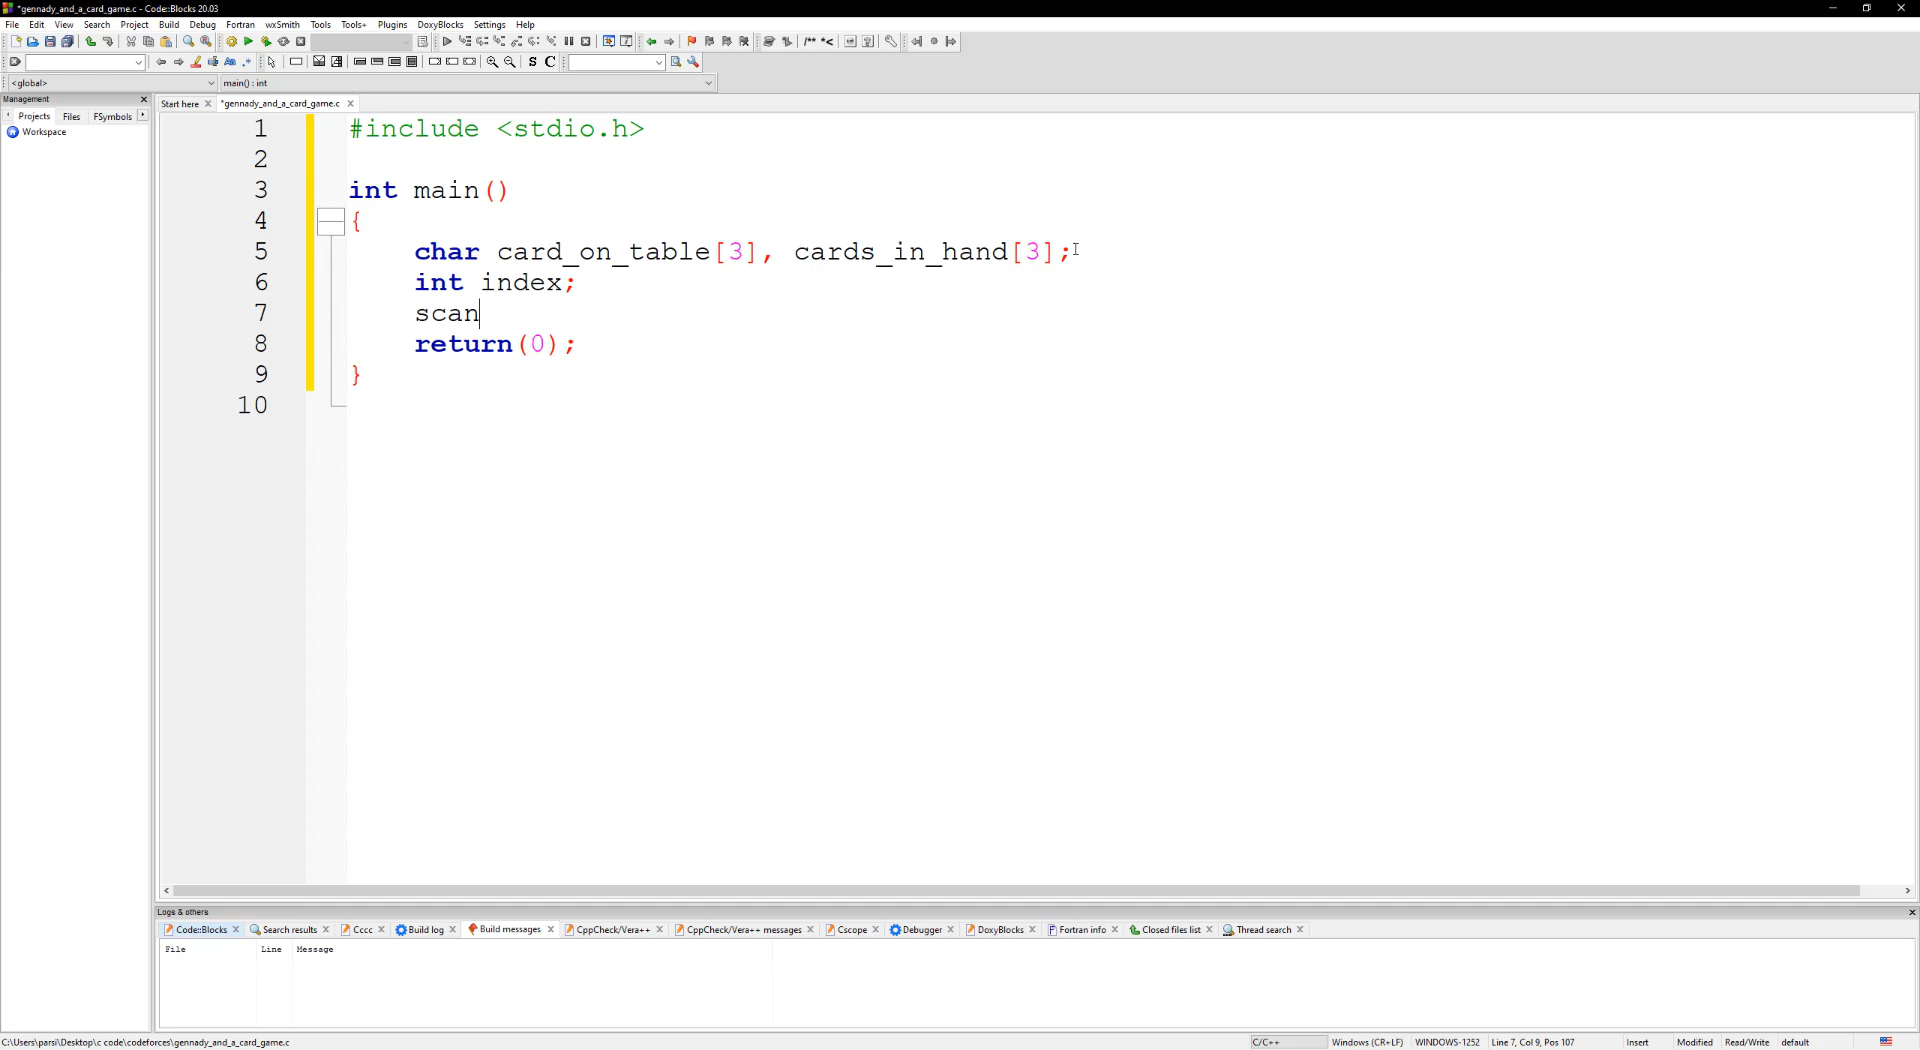 *gennady_and_a_card_game.c - Code::Blocks 20.03
File Edit View Search Project Build Debug Fortran wxSmith Tools Tools+ Plugins DoxyBlocks Settings Help
/** *<
S C
<global> main() : int
Management
Start here *gennady_and_a_card_game.c
Projects Files FSymbols
Workspace
1 #include <stdio.h>
2
3 int main()
4 {
5 char card_on_table[3], cards_in_hand[3];
6 int index;
7 scan
8 return(0);
9 }
10
Logs & others
Code::Blocks Search results Cccc Build log Build messages CppCheck/Vera++ CppCheck/Vera++ messages Cscope Debugger DoxyBlocks Fortran info Closed files list Thread search
File Line Message
C:\Users\parsi\Desktop\c code\codeforces\gennady_and_a_card_game.c C/C++ Windows (CR+LF) WINDOWS-1252 Line 7, Col 9, Pos 107 Insert Modified Read/Write default